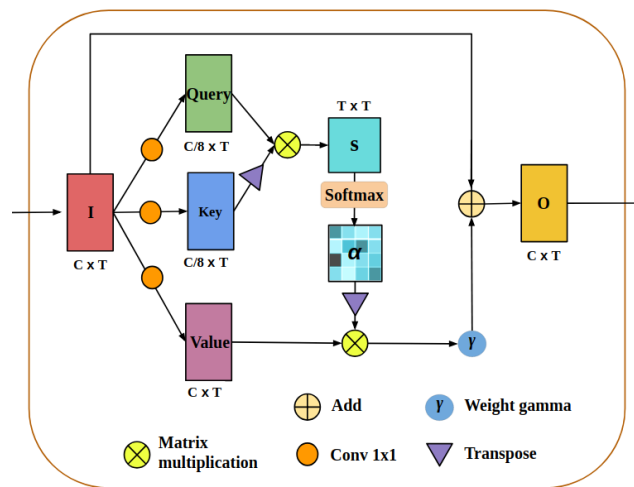 Query
C/8 x T
T x T
s
Softmax
I
C x T
Key
C/8 x T
α
O
C x T
Value
C x T
γ
Add
γ
Weight gamma
Matrix
multiplication
Conv 1x1
Transpose